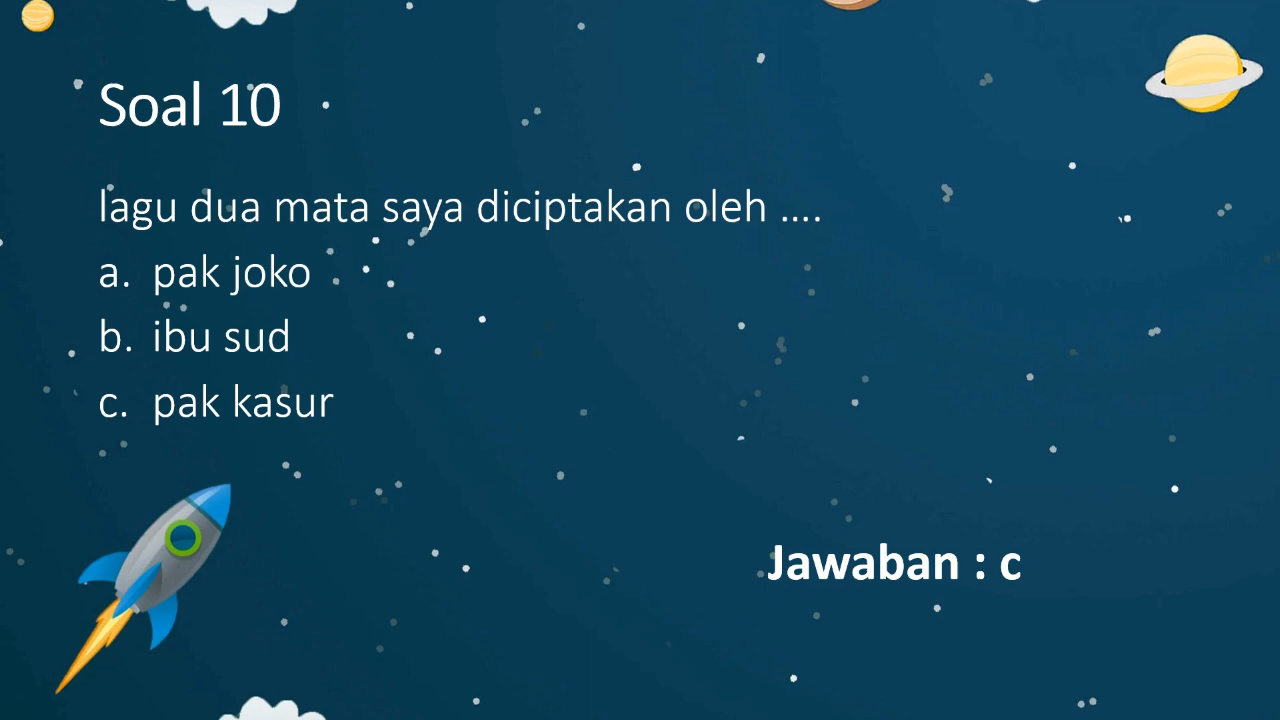 Soal 10
lagu dua mata saya diciptakan oleh ....
a. pak joko
b. ibu sud
c. pak kasur
Jawaban : c